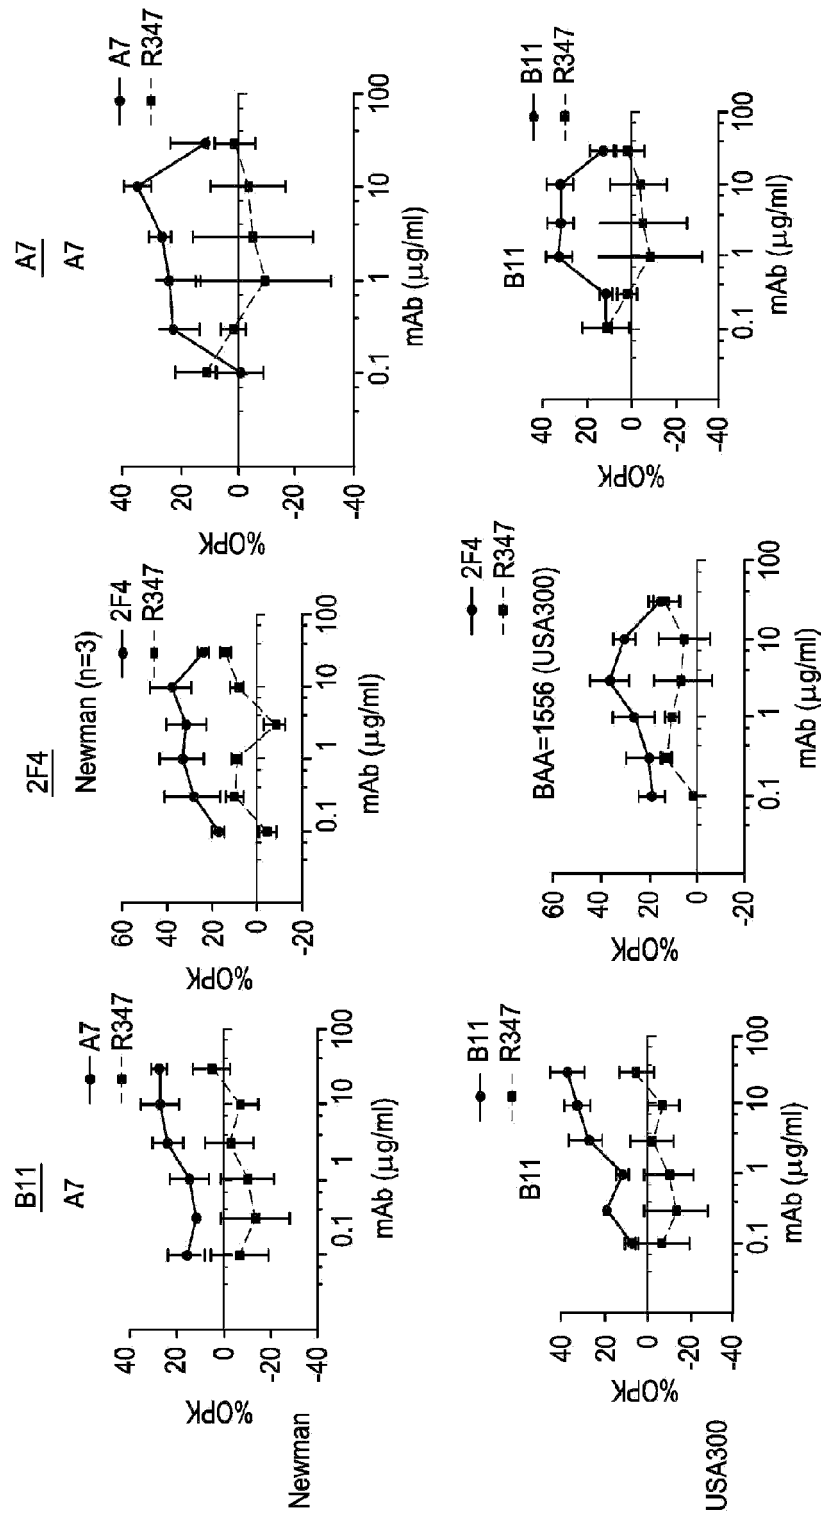 B11
A7
A7
R347
40
20
0
-20
-40
%OPK
0.1
1
10
100
mAb (µg/ml)
Newman
2F4
Newman (n=3)
2F4
R347
60
40
20
0
-20
%OPK
0.1
1
10
100
mAb (µg/ml)
A7
A7
A7
R347
40
20
0
-20
-40
%OPK
0.1
1
10
100
mAb (µg/ml)
B11
B11
R347
40
20
0
-20
-40
%OPK
0.1
1
10
100
mAb (µg/ml)
USA300
BAA=1556 (USA300)
2F4
R347
60
40
20
0
-20
%OPK
0.1
1
10
100
mAb (µg/ml)
B11
B11
R347
40
20
0
-20
-40
%OPK
0.1
1
10
100
mAb (µg/ml)